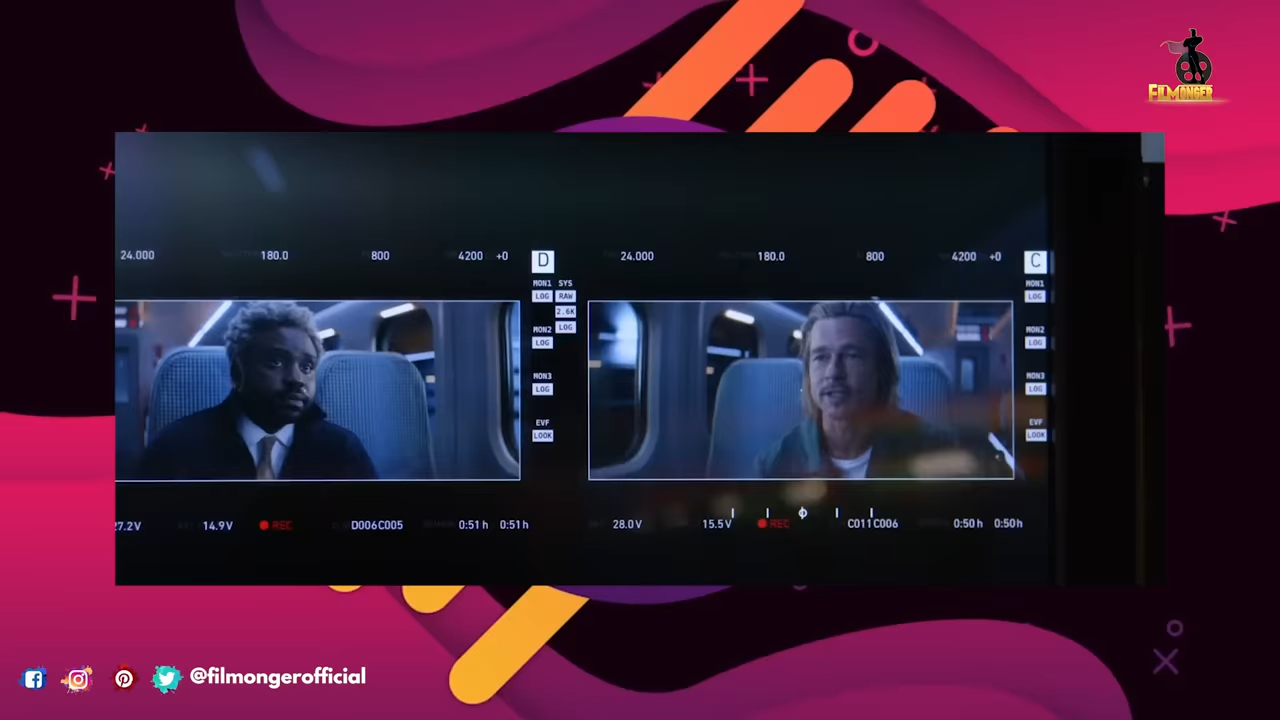 FILMONGER
24.000 180.0 800 4200 +0 D
24.000 180.0 800 4200 +0 C
MON1 SYS
LOG RAW
2.6K
MON2 LOG
LOG
MON3
LOG
EVF
LOOK
MON1
LOG
MON2
LOG
MON3
LOG
EVF
LOOK
27.2V 14.9V REC D006C005 0:51 h 0:51 h
28.0V 15.5V REC C011C006 0:50 h 0:50 h
@filmongerofficial